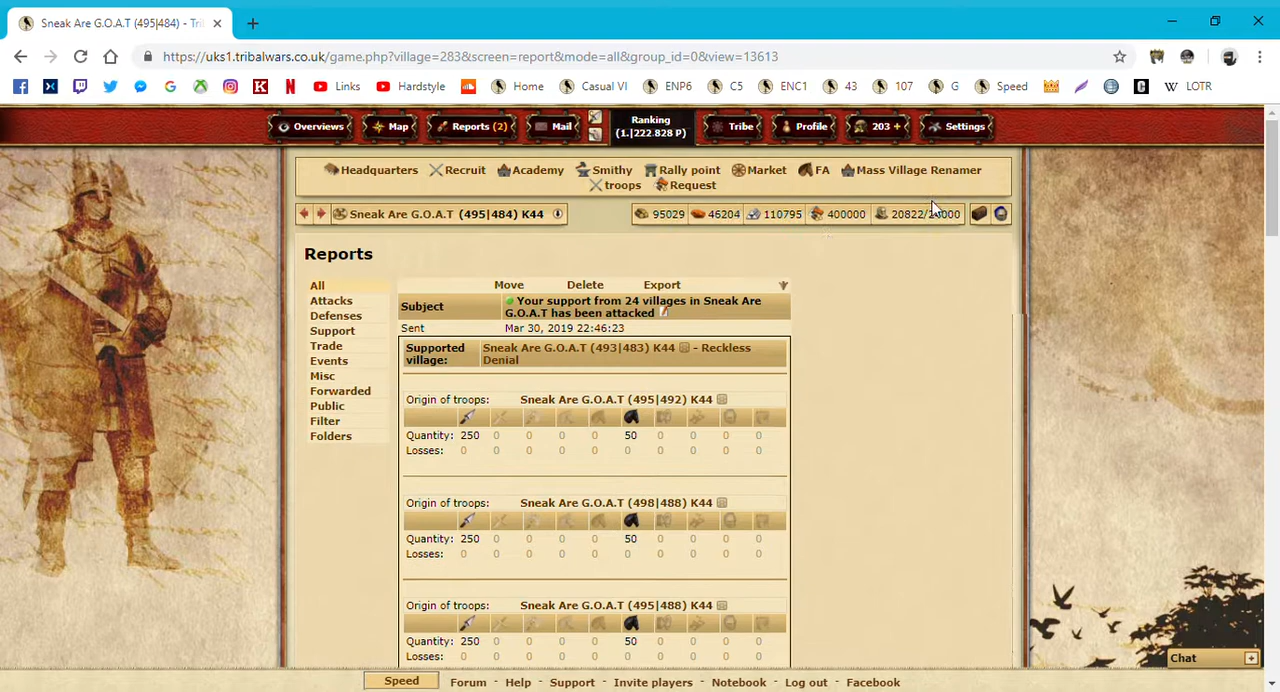 Sneak Are G.O.A.T (495|484) - Tri
https://uks1.tribalwars.co.uk/game.php?village=283&screen=report&mode=all&group_id=0&view=13613
Links Hardstyle Home Casual VI ENP6 C5 ENC1 43 107 G Speed LOTR
Overviews Map Reports (2) Mail Ranking Tribe Profile 203 + Settings
(1.|222.828 P)
Headquarters Recruit Academy Smithy Rally point Market FA Mass Village Renamer
troops Request
Sneak Are G.O.A.T (495|484) K44 95029 46204 110795 400000
Reports
All
Attacks
Defenses
Support
Trade
Events
Misc
Forwarded
Public
Filter
Folders
Move Delete Export
Subject Your support from 24 villages in Sneak Are
G.O.A.T has been attacked
Sent Mar 30, 2019 22:46:23
Supported village: Sneak Are G.O.A.T (493|483) K44 - Reckless
Denial
Origin of troops: Sneak Are G.O.A.T (495|492) K44
Quantity: 250 0 0 0 0 50 0 0 0 0
Losses: 0 0 0 0 0 0 0 0 0 0
Origin of troops: Sneak Are G.O.A.T (498|488) K44
Quantity: 250 0 0 0 0 50 0 0 0 0
Losses: 0 0 0 0 0 0 0 0 0 0
Origin of troops: Sneak Are G.O.A.T (495|488) K44
Quantity: 250 0 0 0 0 50 0 0 0 0
Losses: 0 0 0 0 0 0 0 0 0 0
Chat
Speed Forum - Help - Support - Invite players - Notebook - Log out - Facebook